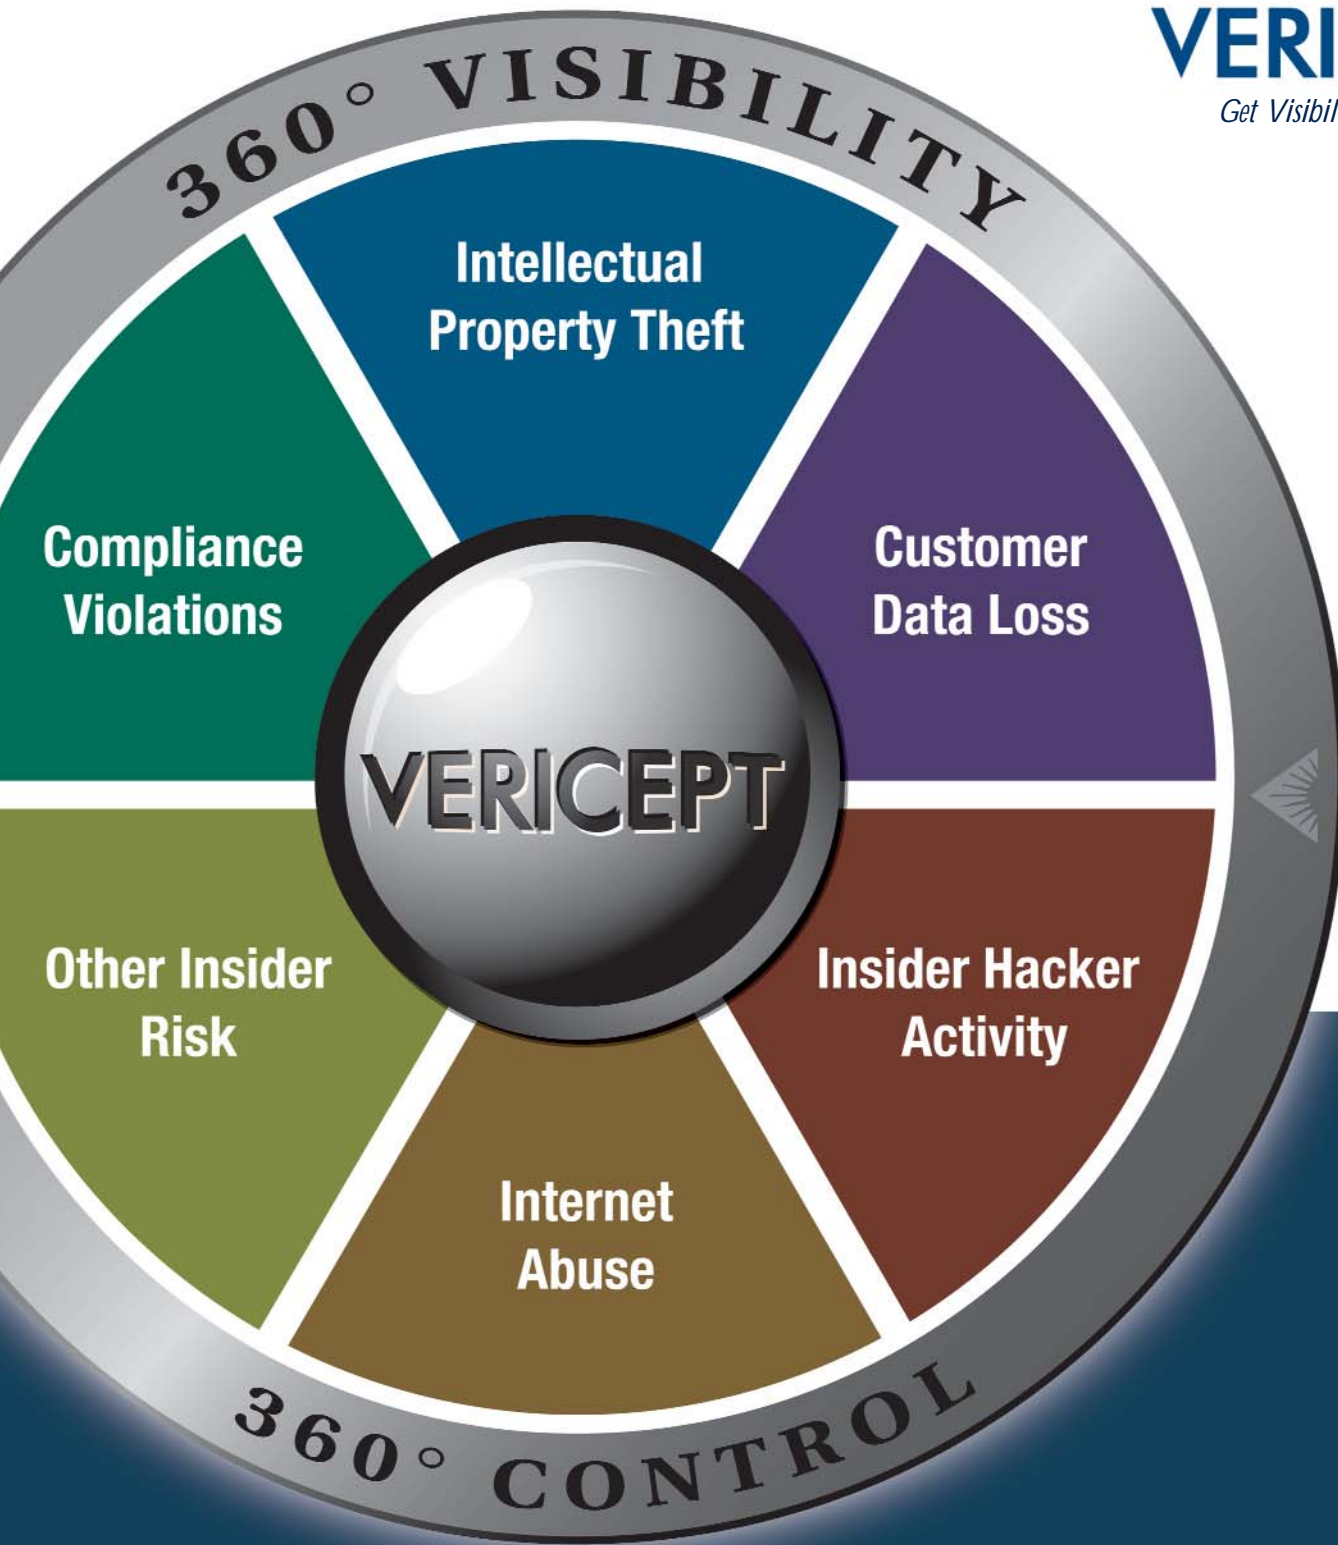 VERI
Get Visibil
360° VISIBILITY
Intellectual
Property Theft
Compliance
Violations
Customer
Data Loss
VERICEPT
Other Insider
Risk
Insider Hacker
Activity
Internet
Abuse
360° CONTROL